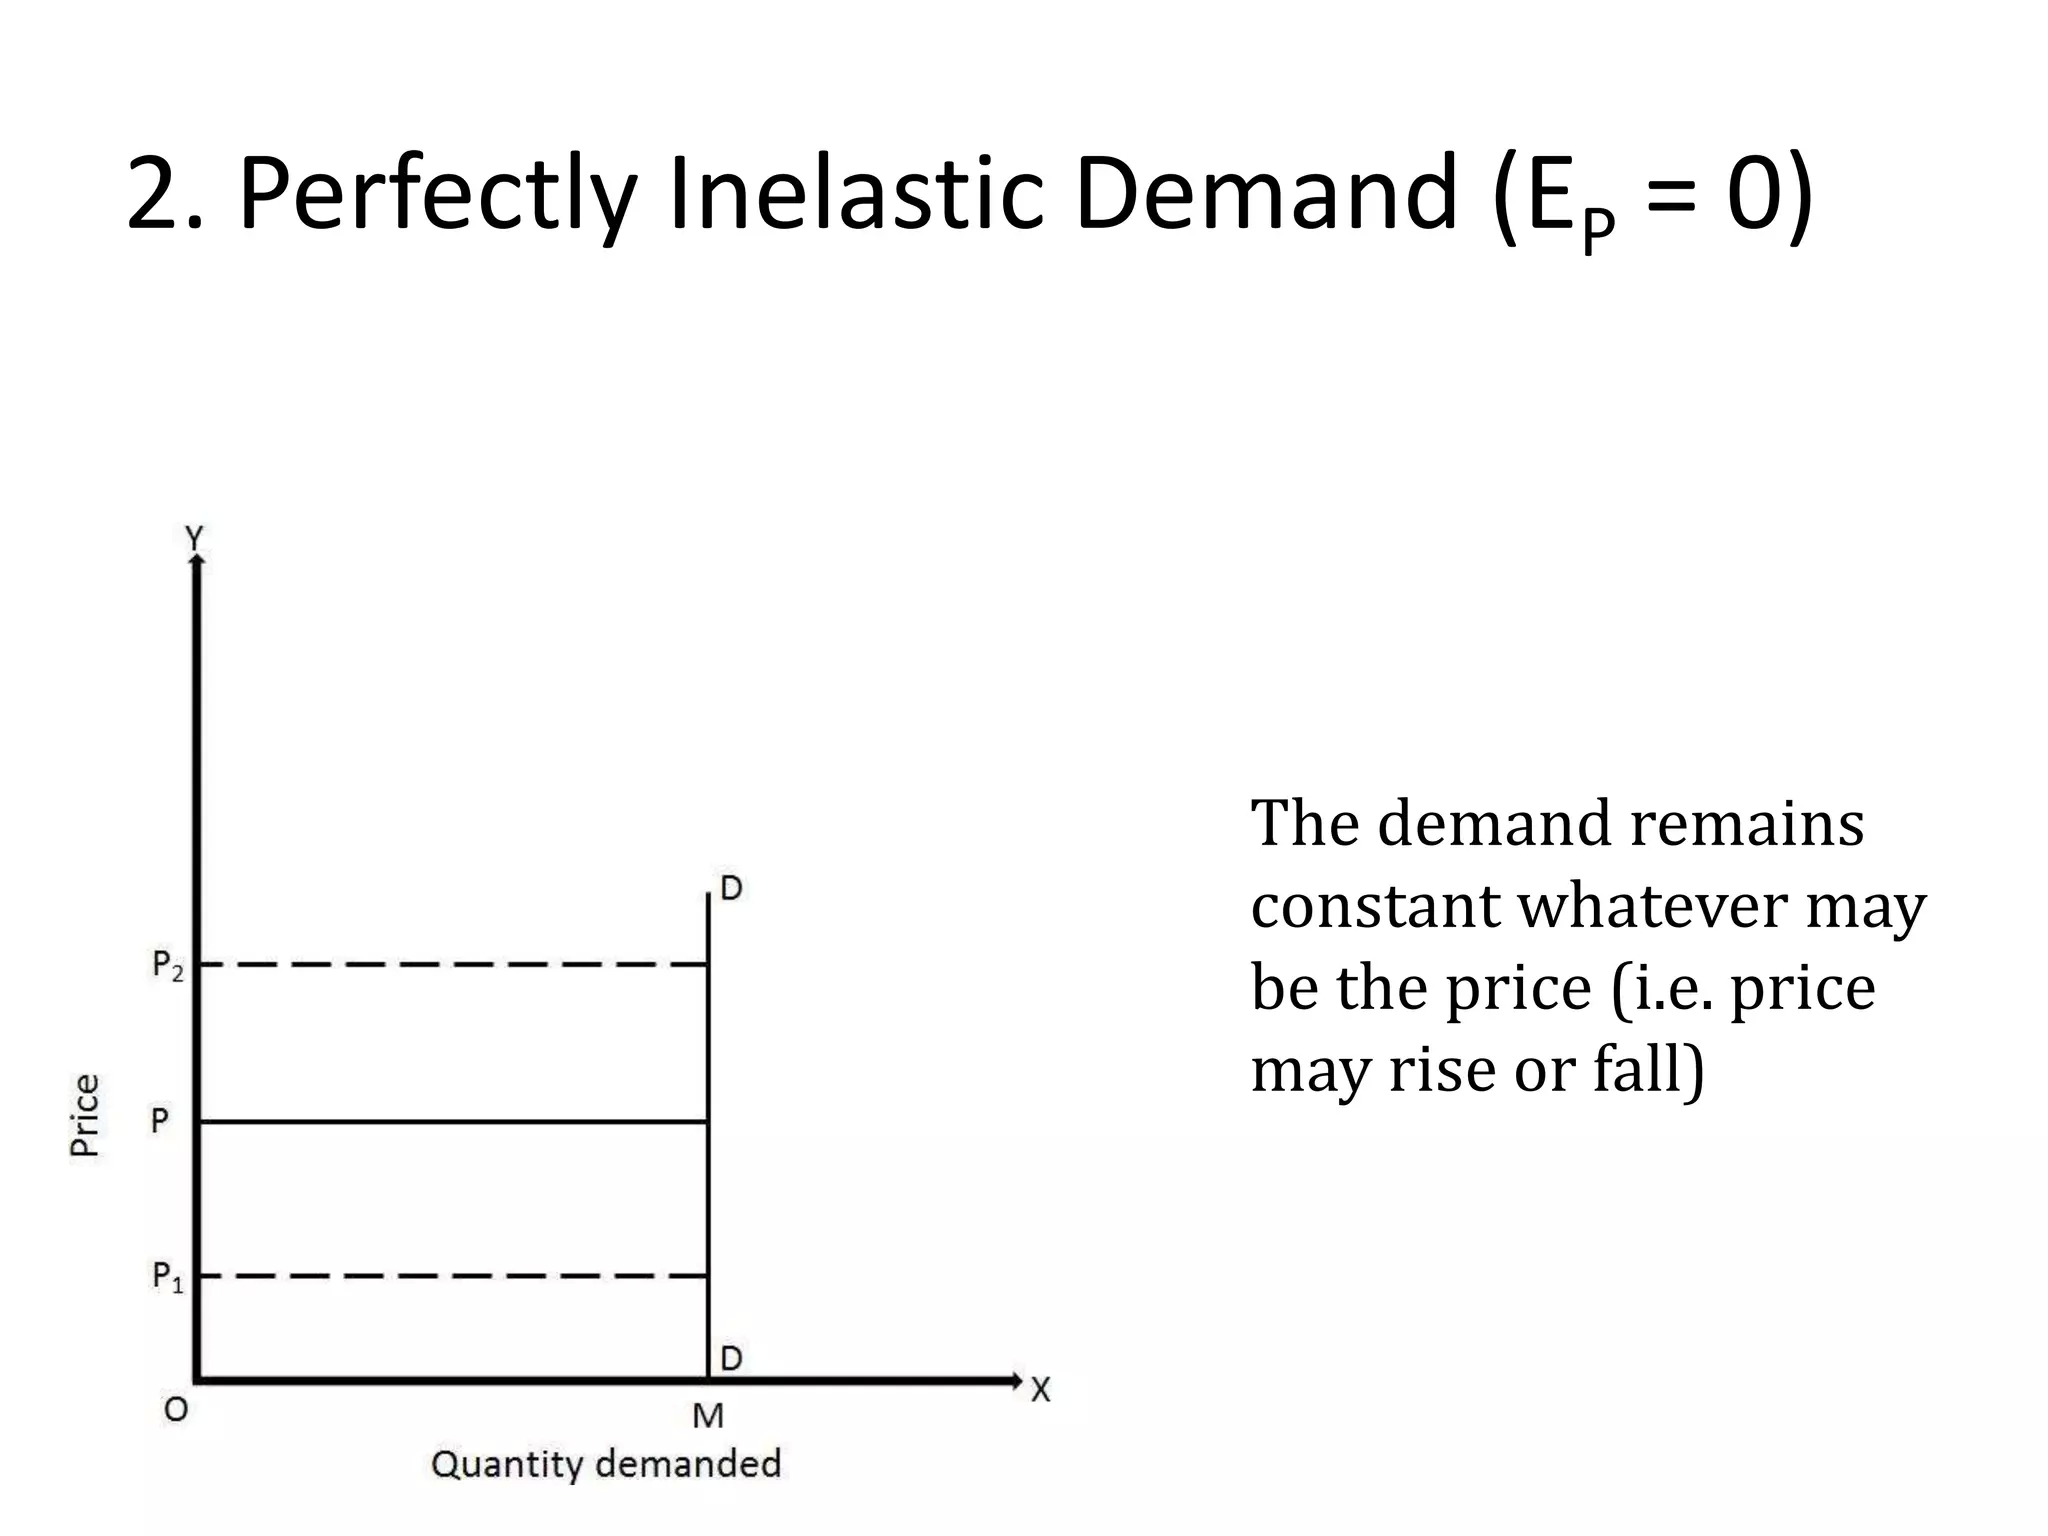 2. Perfectly Inelastic Demand (E_P = 0)
Y
D
P₂
Price
P
P₁
D
O
M
X
Quantity demanded
The demand remains
constant whatever may
be the price (i.e. price
may rise or fall)